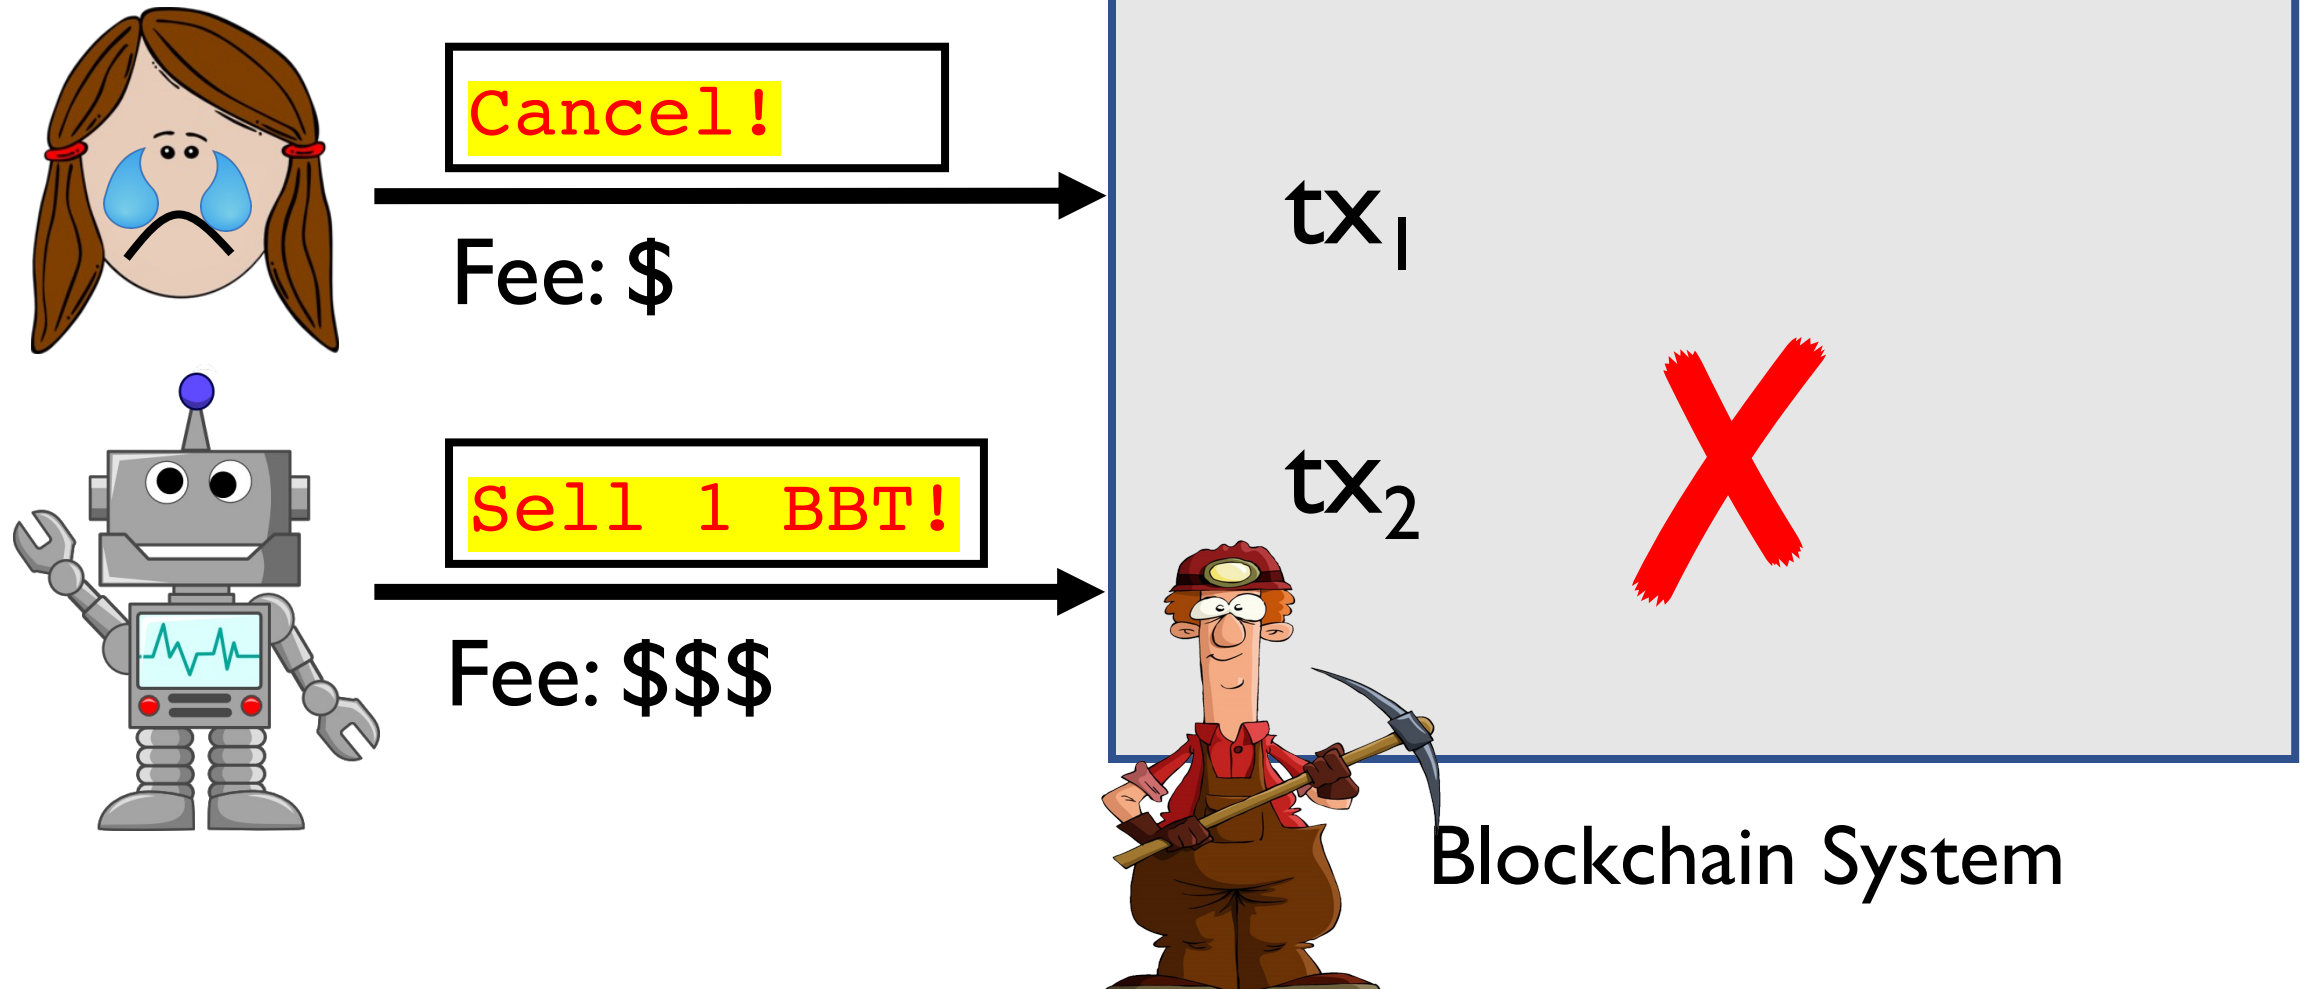 Cancel!
Fee: $
tx1
Sell 1 BBT!
tx2
Fee: $$$
Blockchain System